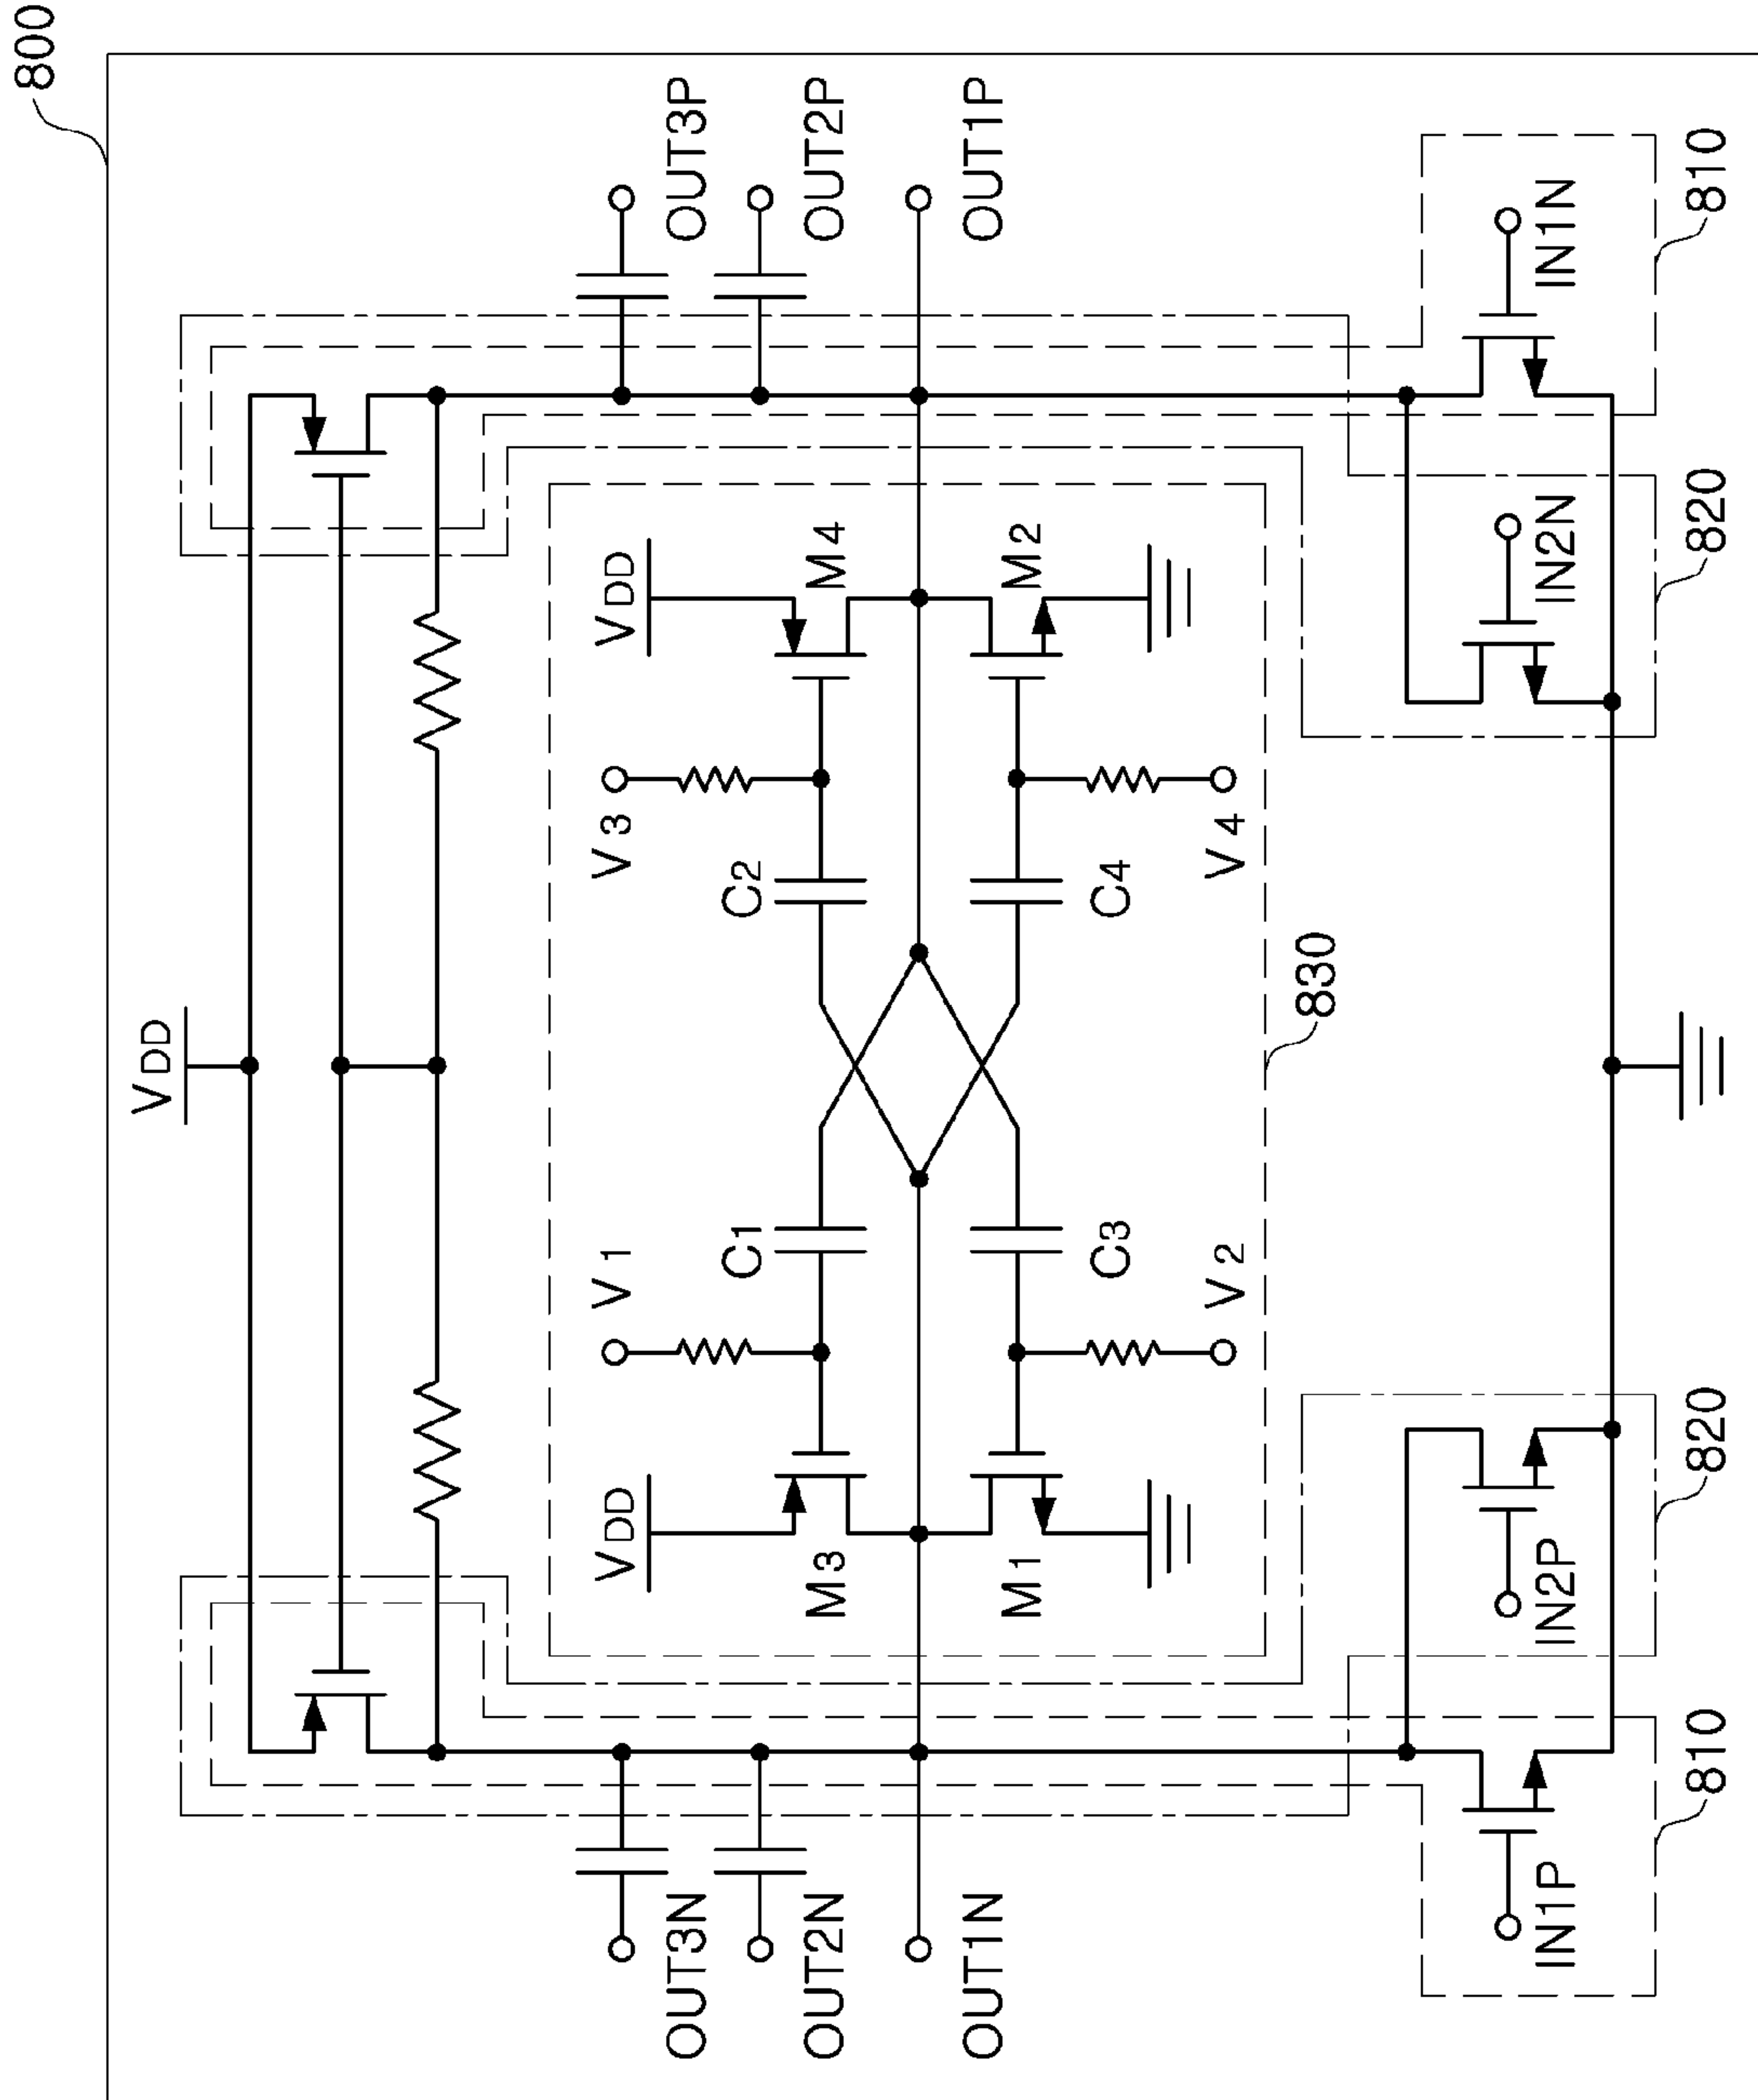 800
VDD
OUT3N
OUT3P
OUT2N
OUT2P
OUT1N
OUT1P
VDD
V1
V3
VDD
C1
C2
M3
M4
M1
M2
C3
C4
V2
V4
830
IN1P
IN2P
IN2N
IN1N
810
820
820
810